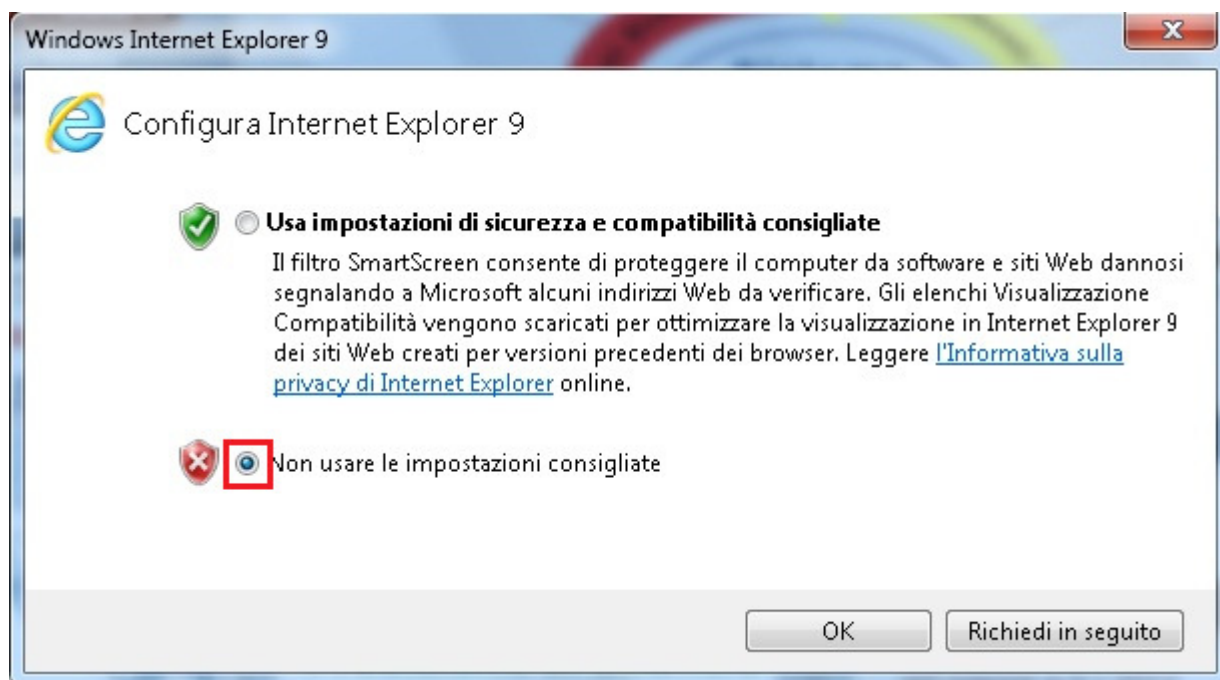 Windows Internet Explorer 9
Configura Internet Explorer 9
Usa impostazioni di sicurezza e compatibilità consigliate
Il filtro SmartScreen consente di proteggere il computer da software e siti Web dannosi
segnalando a Microsoft alcuni indirizzi Web da verificare. Gli elenchi Visualizzazione
Compatibilità vengono scaricati per ottimizzare la visualizzazione in Internet Explorer 9
dei siti Web creati per versioni precedenti dei browser. Leggere l'Informativa sulla
privacy di Internet Explorer online.
Non usare le impostazioni consigliate
OK Richiedi in seguito